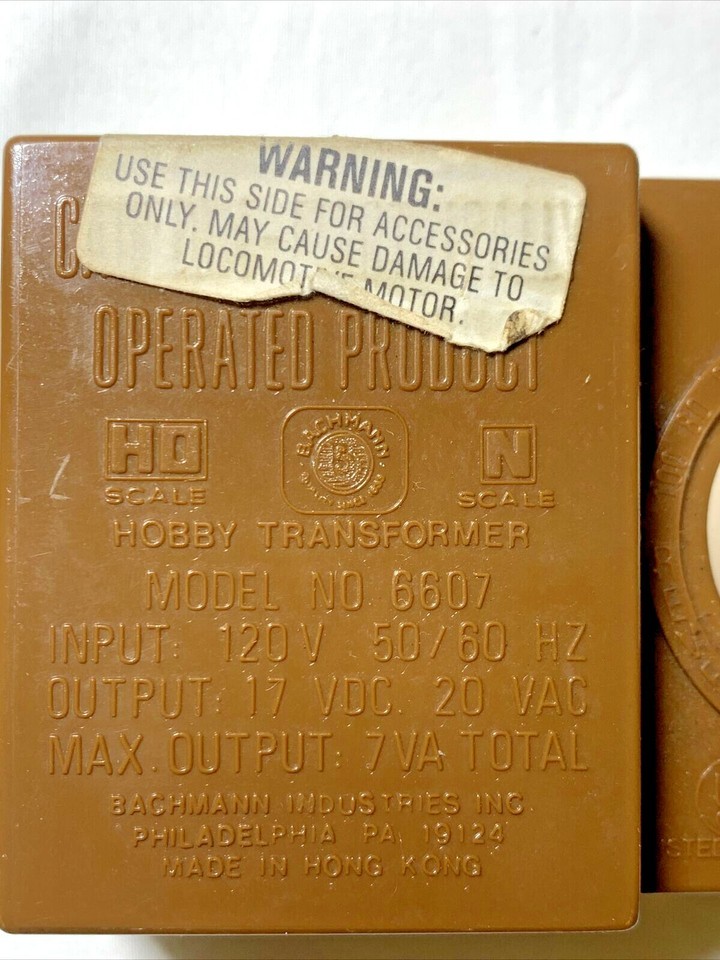 WARNING:
USE THIS SIDE FOR ACCESSORIES
ONLY. MAY CAUSE DAMAGE TO
LOCOMOTIVE MOTOR.
OPERATED PRODUCT
HO
SCALE
BACHMANN
B
N
SCALE
HOBBY TRANSFORMER
MODEL NO 6607
INPUT: 120V 50/60 HZ
OUTPUT: 17 VDC. 20 VAC
MAX. OUTPUT: 7VA TOTAL
BACHMANN INDUSTRIES INC.
PHILADELPHIA PA. 19124
MADE IN HONG KONG